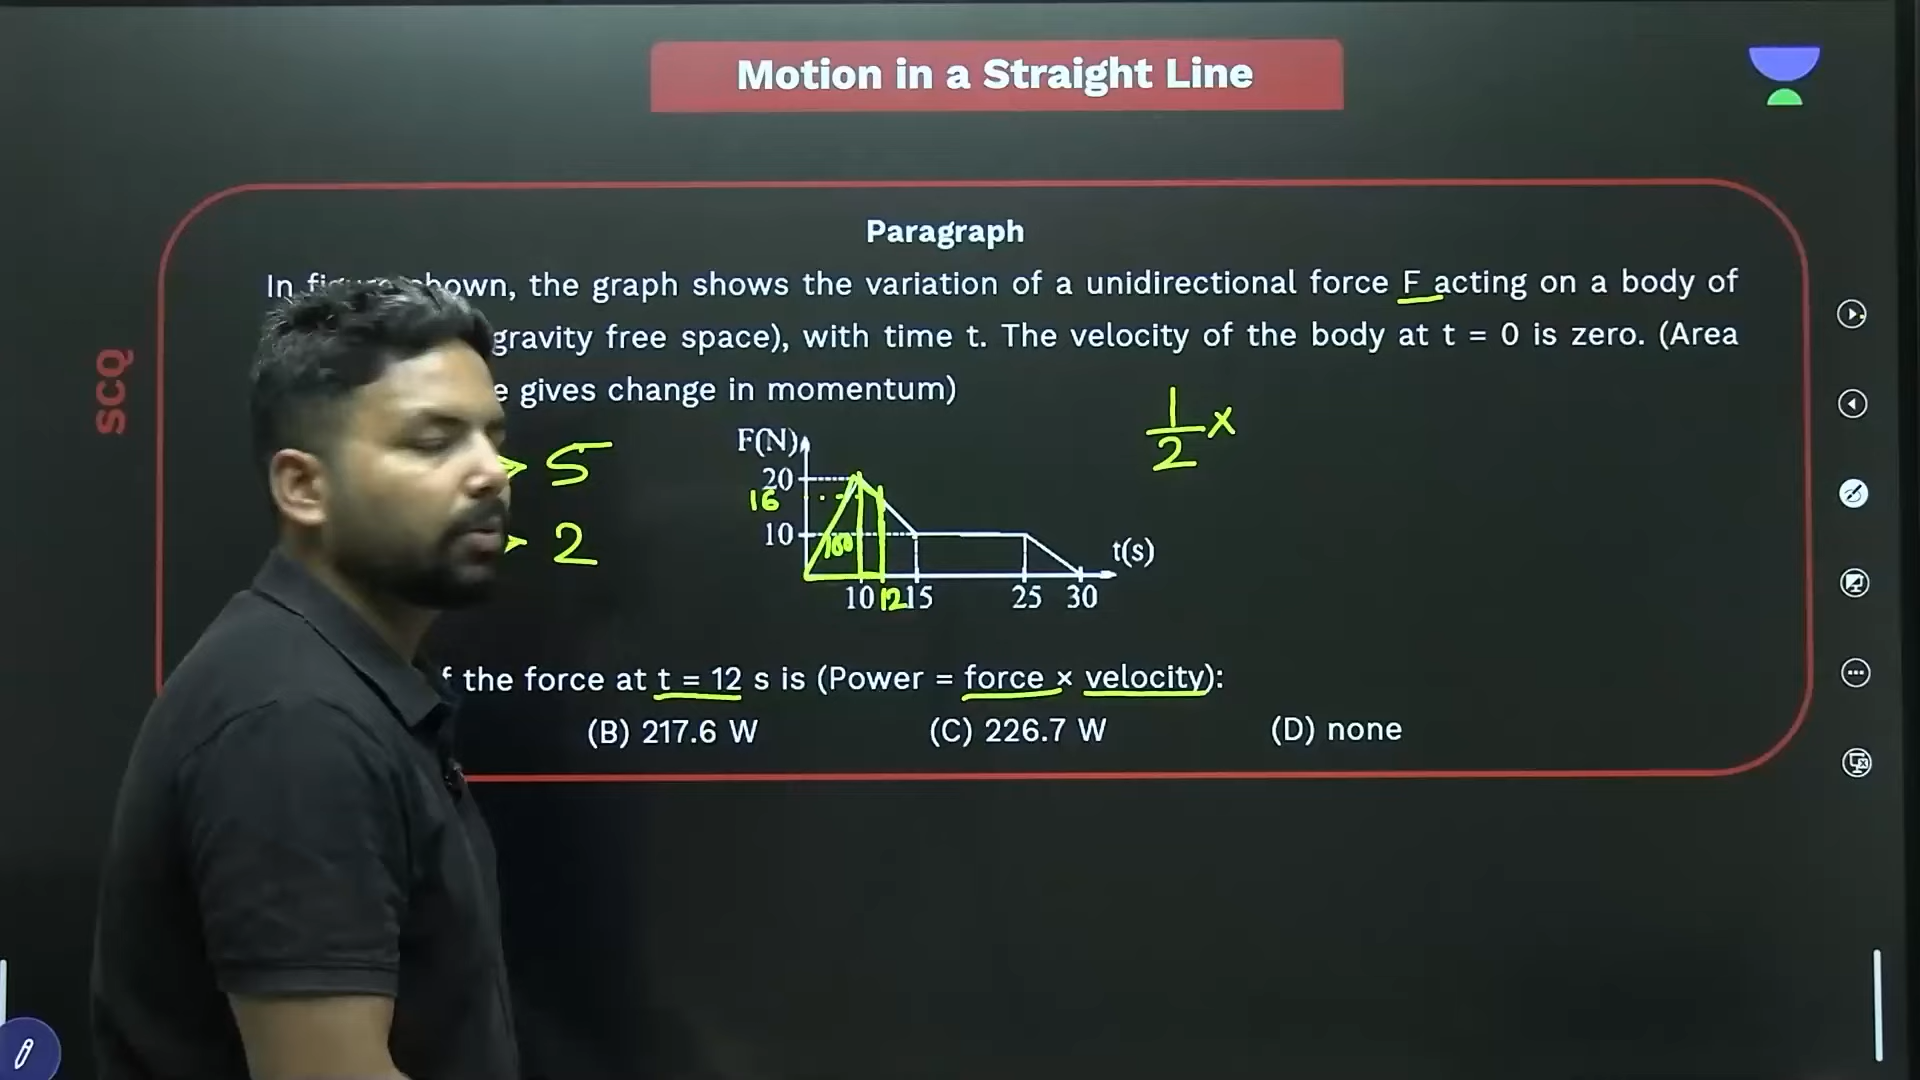 Motion in a Straight Line
SCQ
Paragraph
In shown, the graph shows the variation of a unidirectional force F acting on a body of
gravity free space), with time t. The velocity of the body at t = 0 is zero. (Area
gives change in momentum)
1/2 ×
5
2
F(N)
20
16
10
100
t(s)
10 12 15 25 30
the force at t = 12 s is (Power = force × velocity):
(B) 217.6 W (C) 226.7 W (D) none